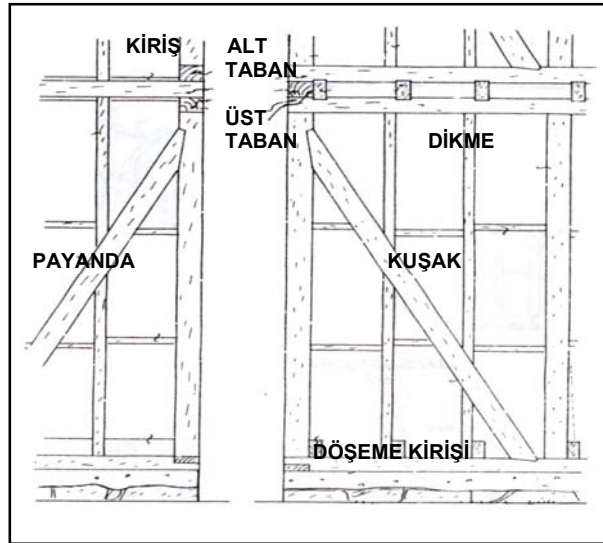 KİRİŞ
ALT
TABAN
ÜST
TABAN
DİKME
PAYANDA
KUŞAK
DÖŞEME KİRİŞİ